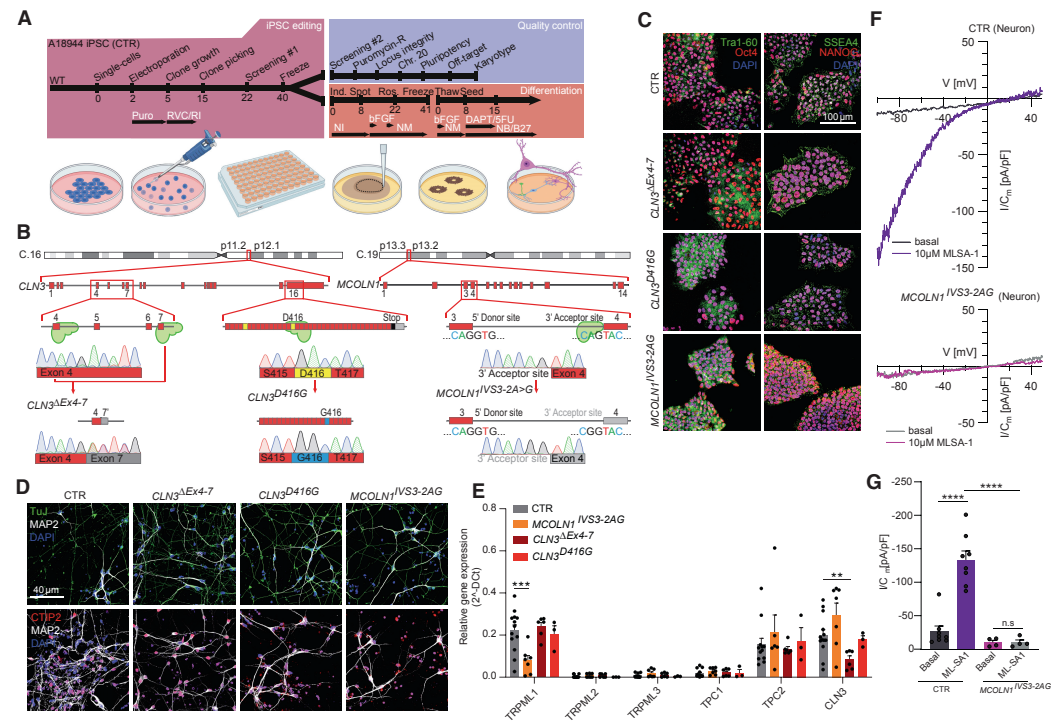 A
iPSC editing
Quality control
A18944 iPSC (CTR)
WT
Single-cells
Electroporation
Clone growth
Clone picking
Screening #1
Freeze
0
2
5
15
22
40
Puro
RVC/RI
Screening #2
Puromycin-R
Locus integrity
Chr. 20
Pluripotency
Off-target
Karyotype
Differentiation
Ind. Spot Ros. Freeze Thaw Seed
0 8 22 41 0 8 15
bFGF bFGF DAPT/5FU
NI NM NM NB/B27
B
C.16
p11.2
p12.1
C.19
p13.3
p13.2
CLN3
1
4
7
16
MCOLN1
1
3 4
14
4
5
6
7
D416
Stop
3
5' Donor site
3' Acceptor site
4
...CAGGTG...
...CAGTAC...
Exon 4
S415
D416
T417
3' Acceptor site
Exon 4
CLN3ΔEx4-7
CLN3D416G
MCOLN1IVS3-2A>G
4 7'
G416
3
5' Donor site
3' Acceptor site
4
...CAGGTG...
...CGGTAC...
Exon 4
Exon 7
S415
G416
T417
3' Acceptor site
Exon 4
C
Tra1-60
Oct4
DAPI
SSEA4
NANOG
DAPI
100 µm
CTR
CLN3ΔEx4-7
CLN3D416G
MCOLN1IVS3-2AG
D
CTR
CLN3ΔEx4-7
CLN3D416G
MCOLN1IVS3-2AG
TuJ
MAP2
DAPI
40 µm
CTIP2
MAP2
DAPI
E
CTR
MCOLN1 IVS3-2AG
CLN3ΔEx4-7
CLN3D416G
Relative gene expression
(2^-DCt)
0.8
0.6
0.4
0.2
0.0
***
**
TRPML1
TRPML2
TRPML3
TPC1
TPC2
CLN3
F
CTR (Neuron)
50
V [mV]
-80
-40
40
-50
-100
-150
I/Cm [pA/pF]
basal
10µM MLSA-1
MCOLN1 IVS3-2AG (Neuron)
50
V [mV]
-80
-40
40
-50
I/Cm [pA/pF]
basal
10µM MLSA-1
G
I/C m[pA/pF]
-250
-200
-150
-100
-50
0
****
****
n.s
Basal
ML-SA1
Basal
ML-SA1
CTR
MCOLN1IVS3-2AG